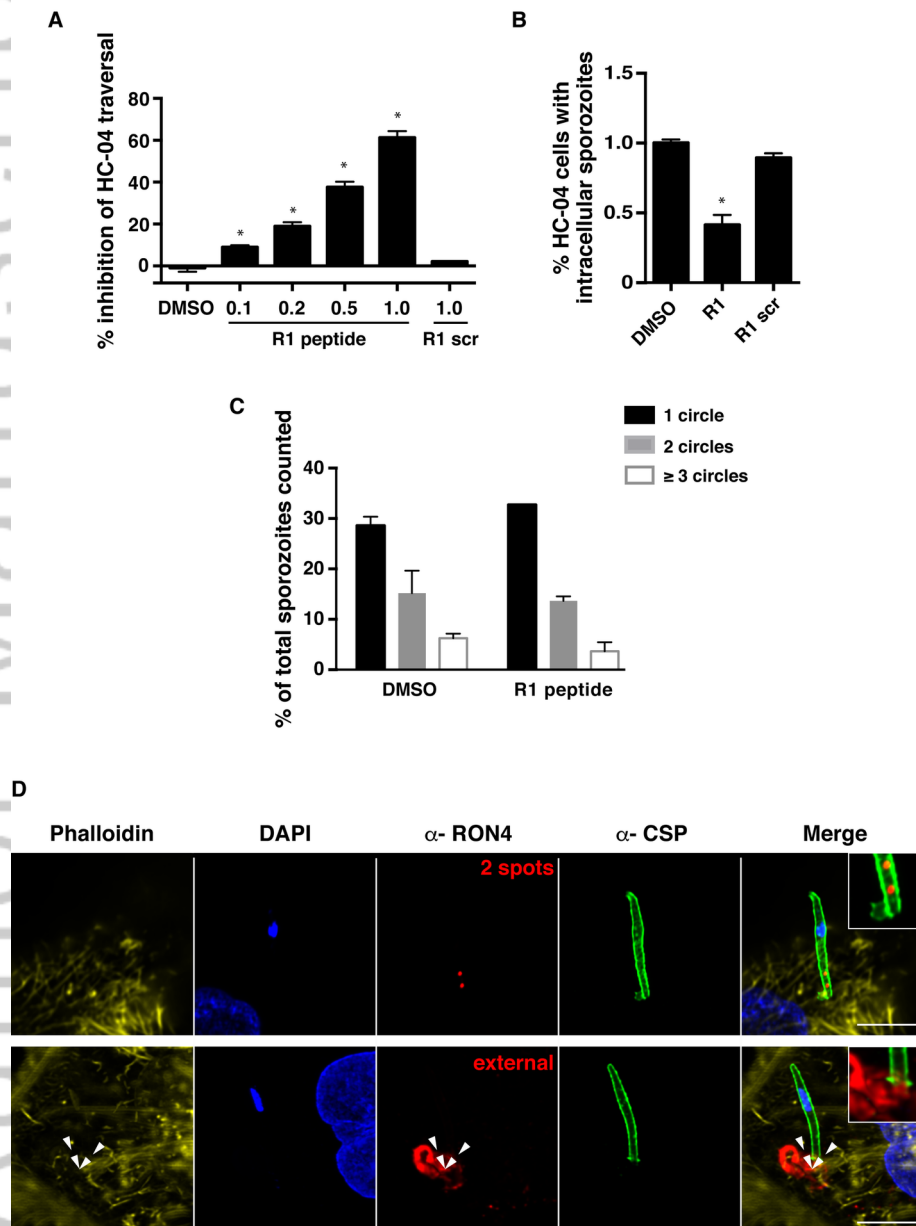 A
% inhibition of HC-04 traversal
80
60
40
20
0
*
*
*
*
DMSO 0.1 0.2 0.5 1.0 1.0
R1 peptide R1 scr
B
% HC-04 cells with
intracellular sporozoites
1.5
1.0
0.5
0
*
DMSO
R1
R1 scr
C
% of total sporozoites counted
40
30
20
10
0
DMSO R1 peptide
1 circle
2 circles
≥ 3 circles
D
Phalloidin DAPI α- RON4 α- CSP Merge
2 spots
external